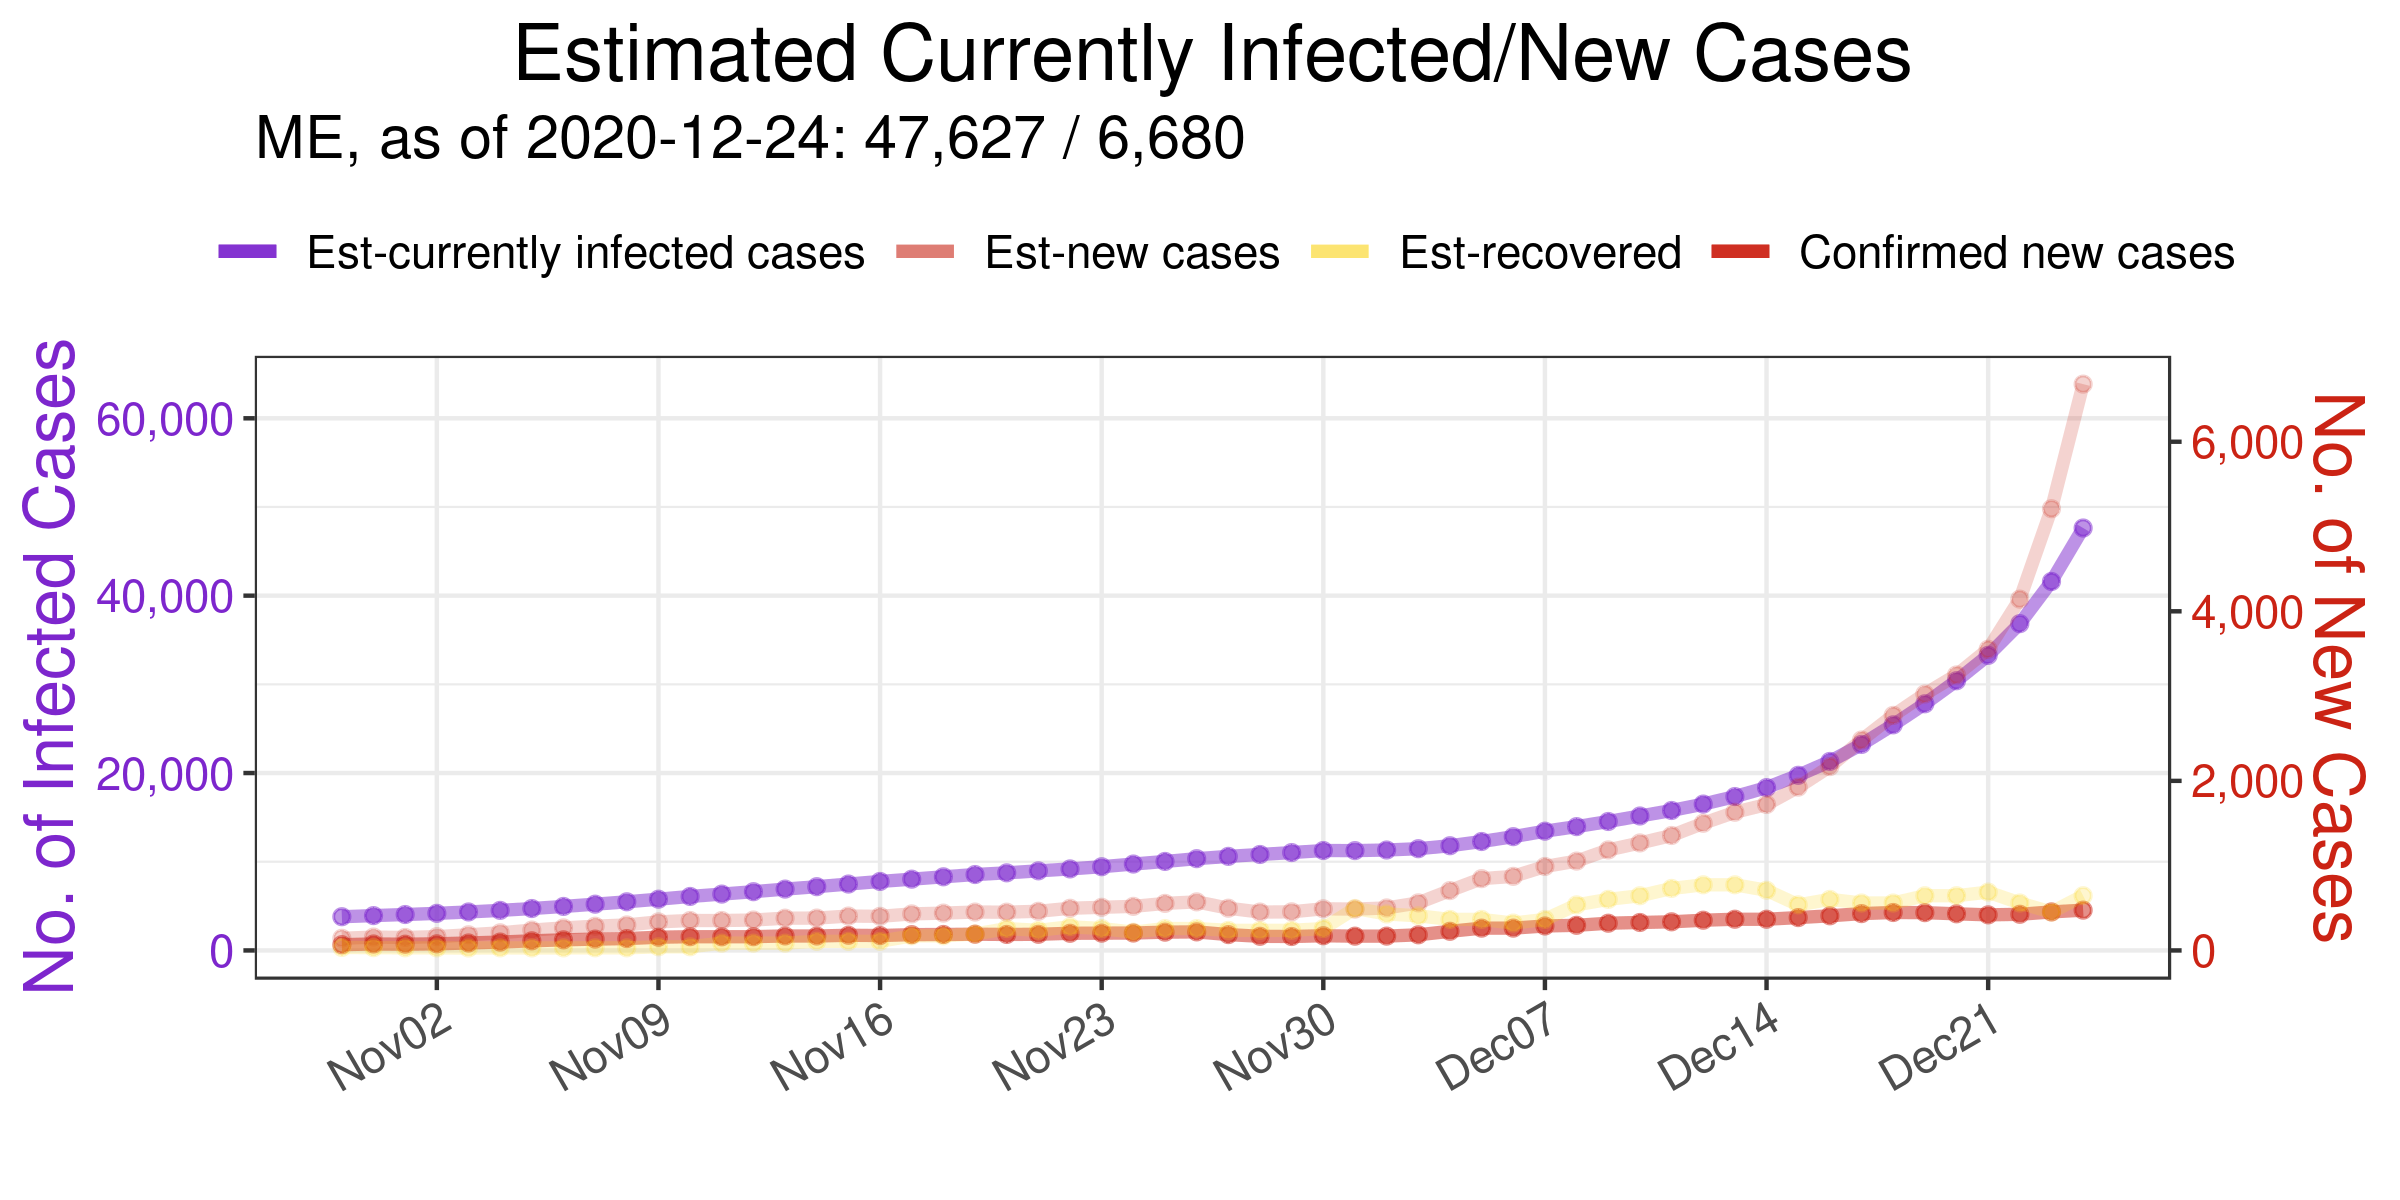 Estimated Currently Infected/New Cases
ME, as of 2020-12-24: 47,627 / 6,680
Est-currently infected cases Est-new cases Est-recovered Confirmed new cases
No. of Infected Cases
60,000
40,000
20,000
0
6,000
4,000
2,000
0
No. of New Cases
Nov02 Nov09 Nov16 Nov23 Nov30 Dec07 Dec14 Dec21